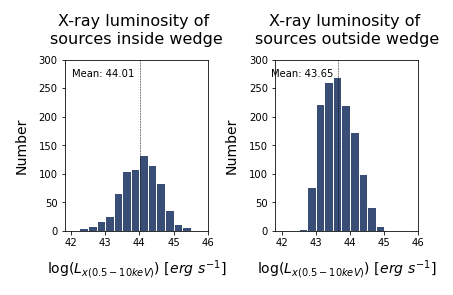 X-ray luminosity of
sources inside wedge
300
250
200
150
100
50
0
Number
Mean: 44.01
42 43 44 45 46
log(L_{x(0.5−10keV)}) [erg s^{−1}]
X-ray luminosity of
sources outside wedge
300
250
200
150
100
50
0
Number
Mean: 43.65
42 43 44 45 46
log(L_{x(0.5−10keV)}) [erg s^{−1}]